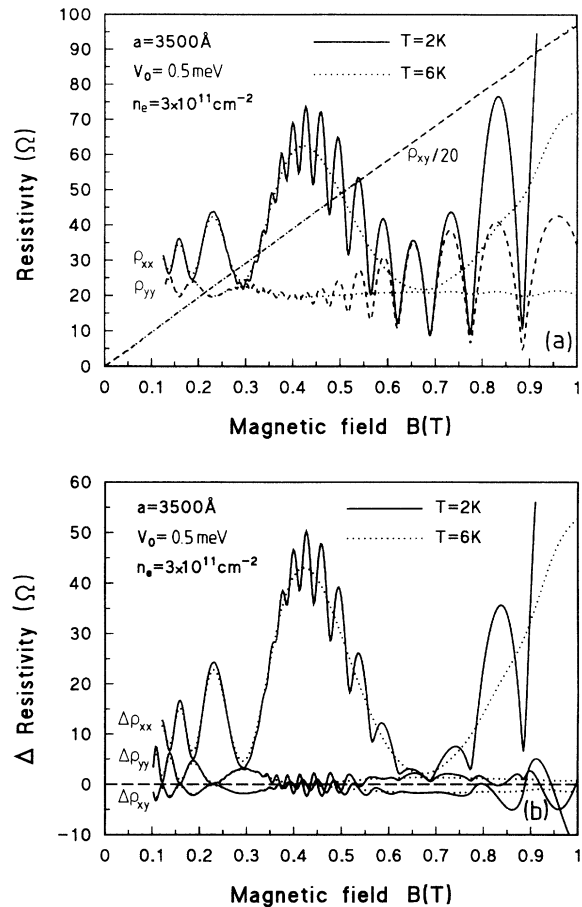 a=3500Å
V₀= 0.5meV
nₑ=3×10¹¹cm⁻²
T=2K
T=6K
ρxy/20
ρxx
ρyy
(a)
100
90
80
70
60
50
40
30
20
10
0
Resistivity (Ω)
0 0.1 0.2 0.3 0.4 0.5 0.6 0.7 0.8 0.9 1
Magnetic field B(T)
a=3500Å
V₀= 0.5meV
nₑ=3×10¹¹cm⁻²
T=2K
T=6K
Δρxx
Δρyy
Δρxy
(b)
60
50
40
30
20
10
0
-10
Δ Resistivity (Ω)
0 0.1 0.2 0.3 0.4 0.5 0.6 0.7 0.8 0.9 1
Magnetic field B(T)